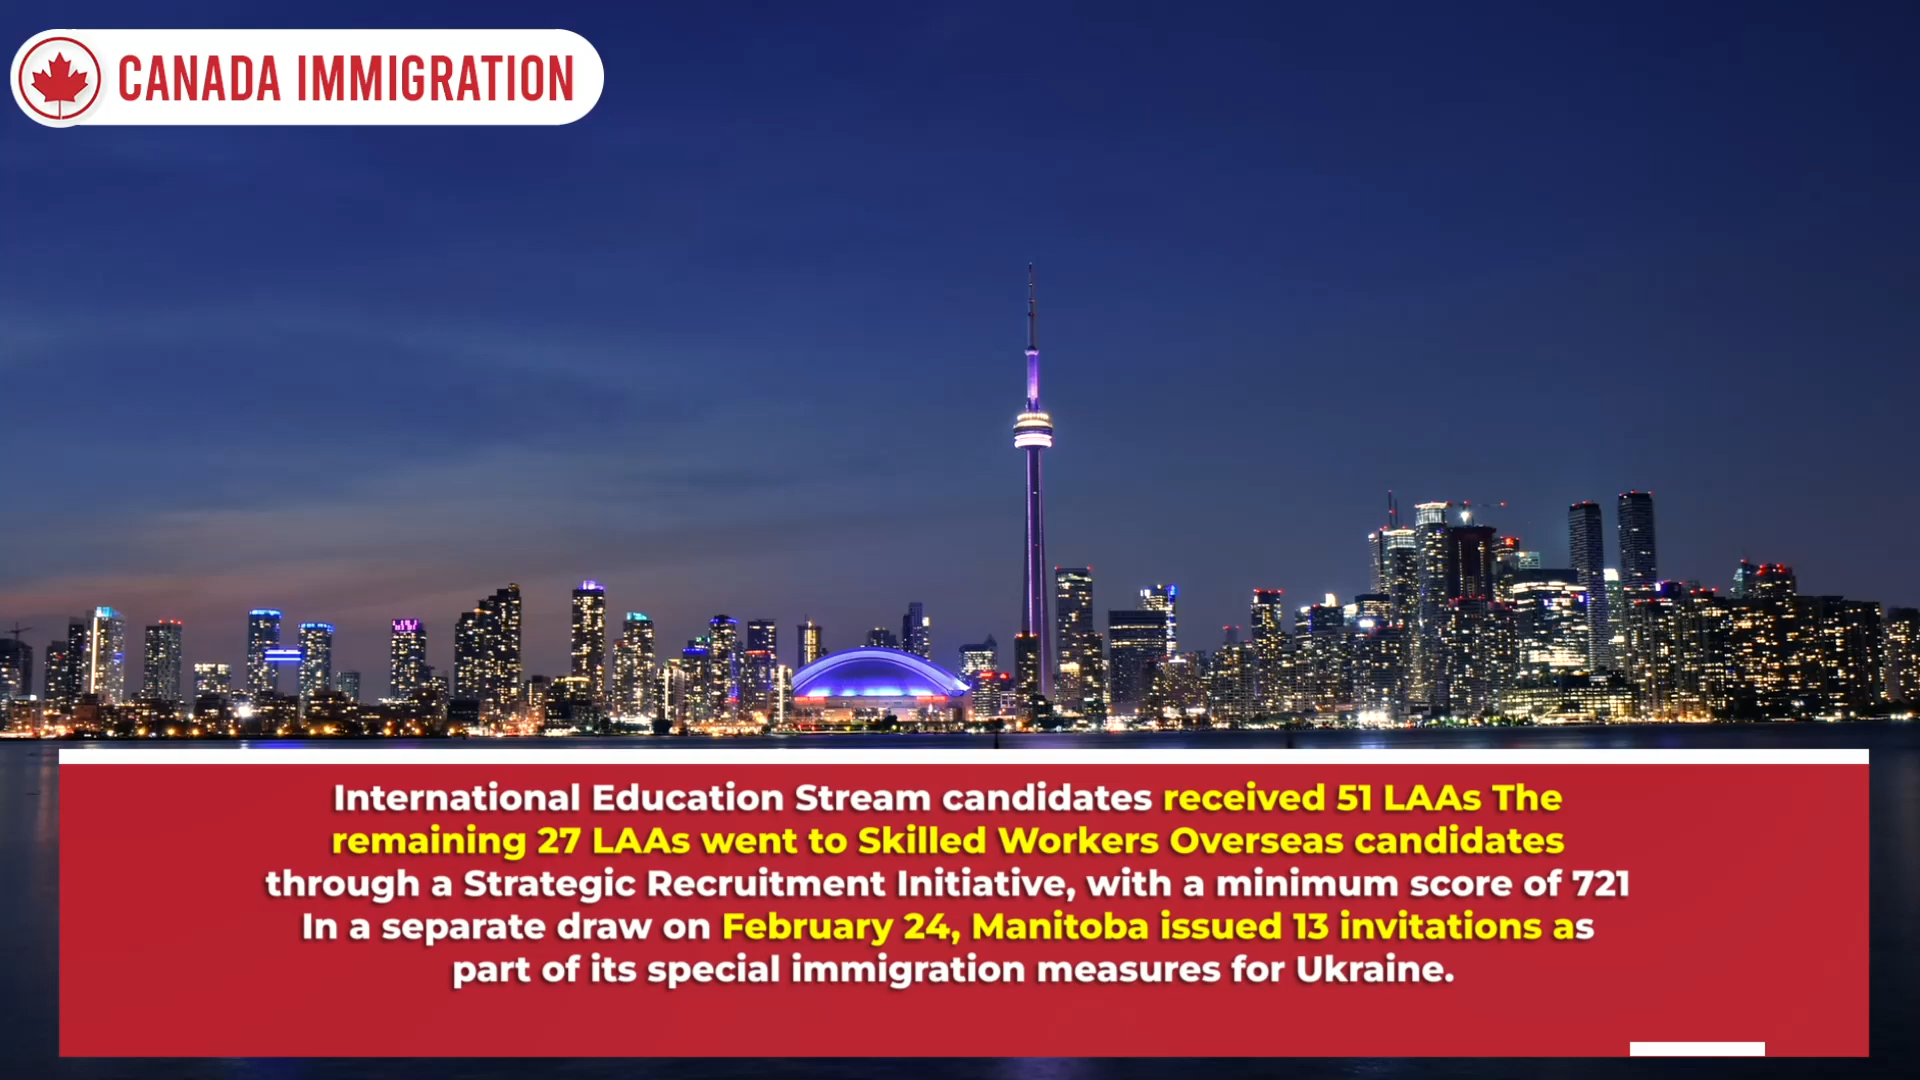 CANADA IMMIGRATION
International Education Stream candidates received 51 LAAs The
remaining 27 LAAs went to Skilled Workers Overseas candidates
through a Strategic Recruitment Initiative, with a minimum score of 721
In a separate draw on February 24, Manitoba issued 13 invitations as
part of its special immigration measures for Ukraine.